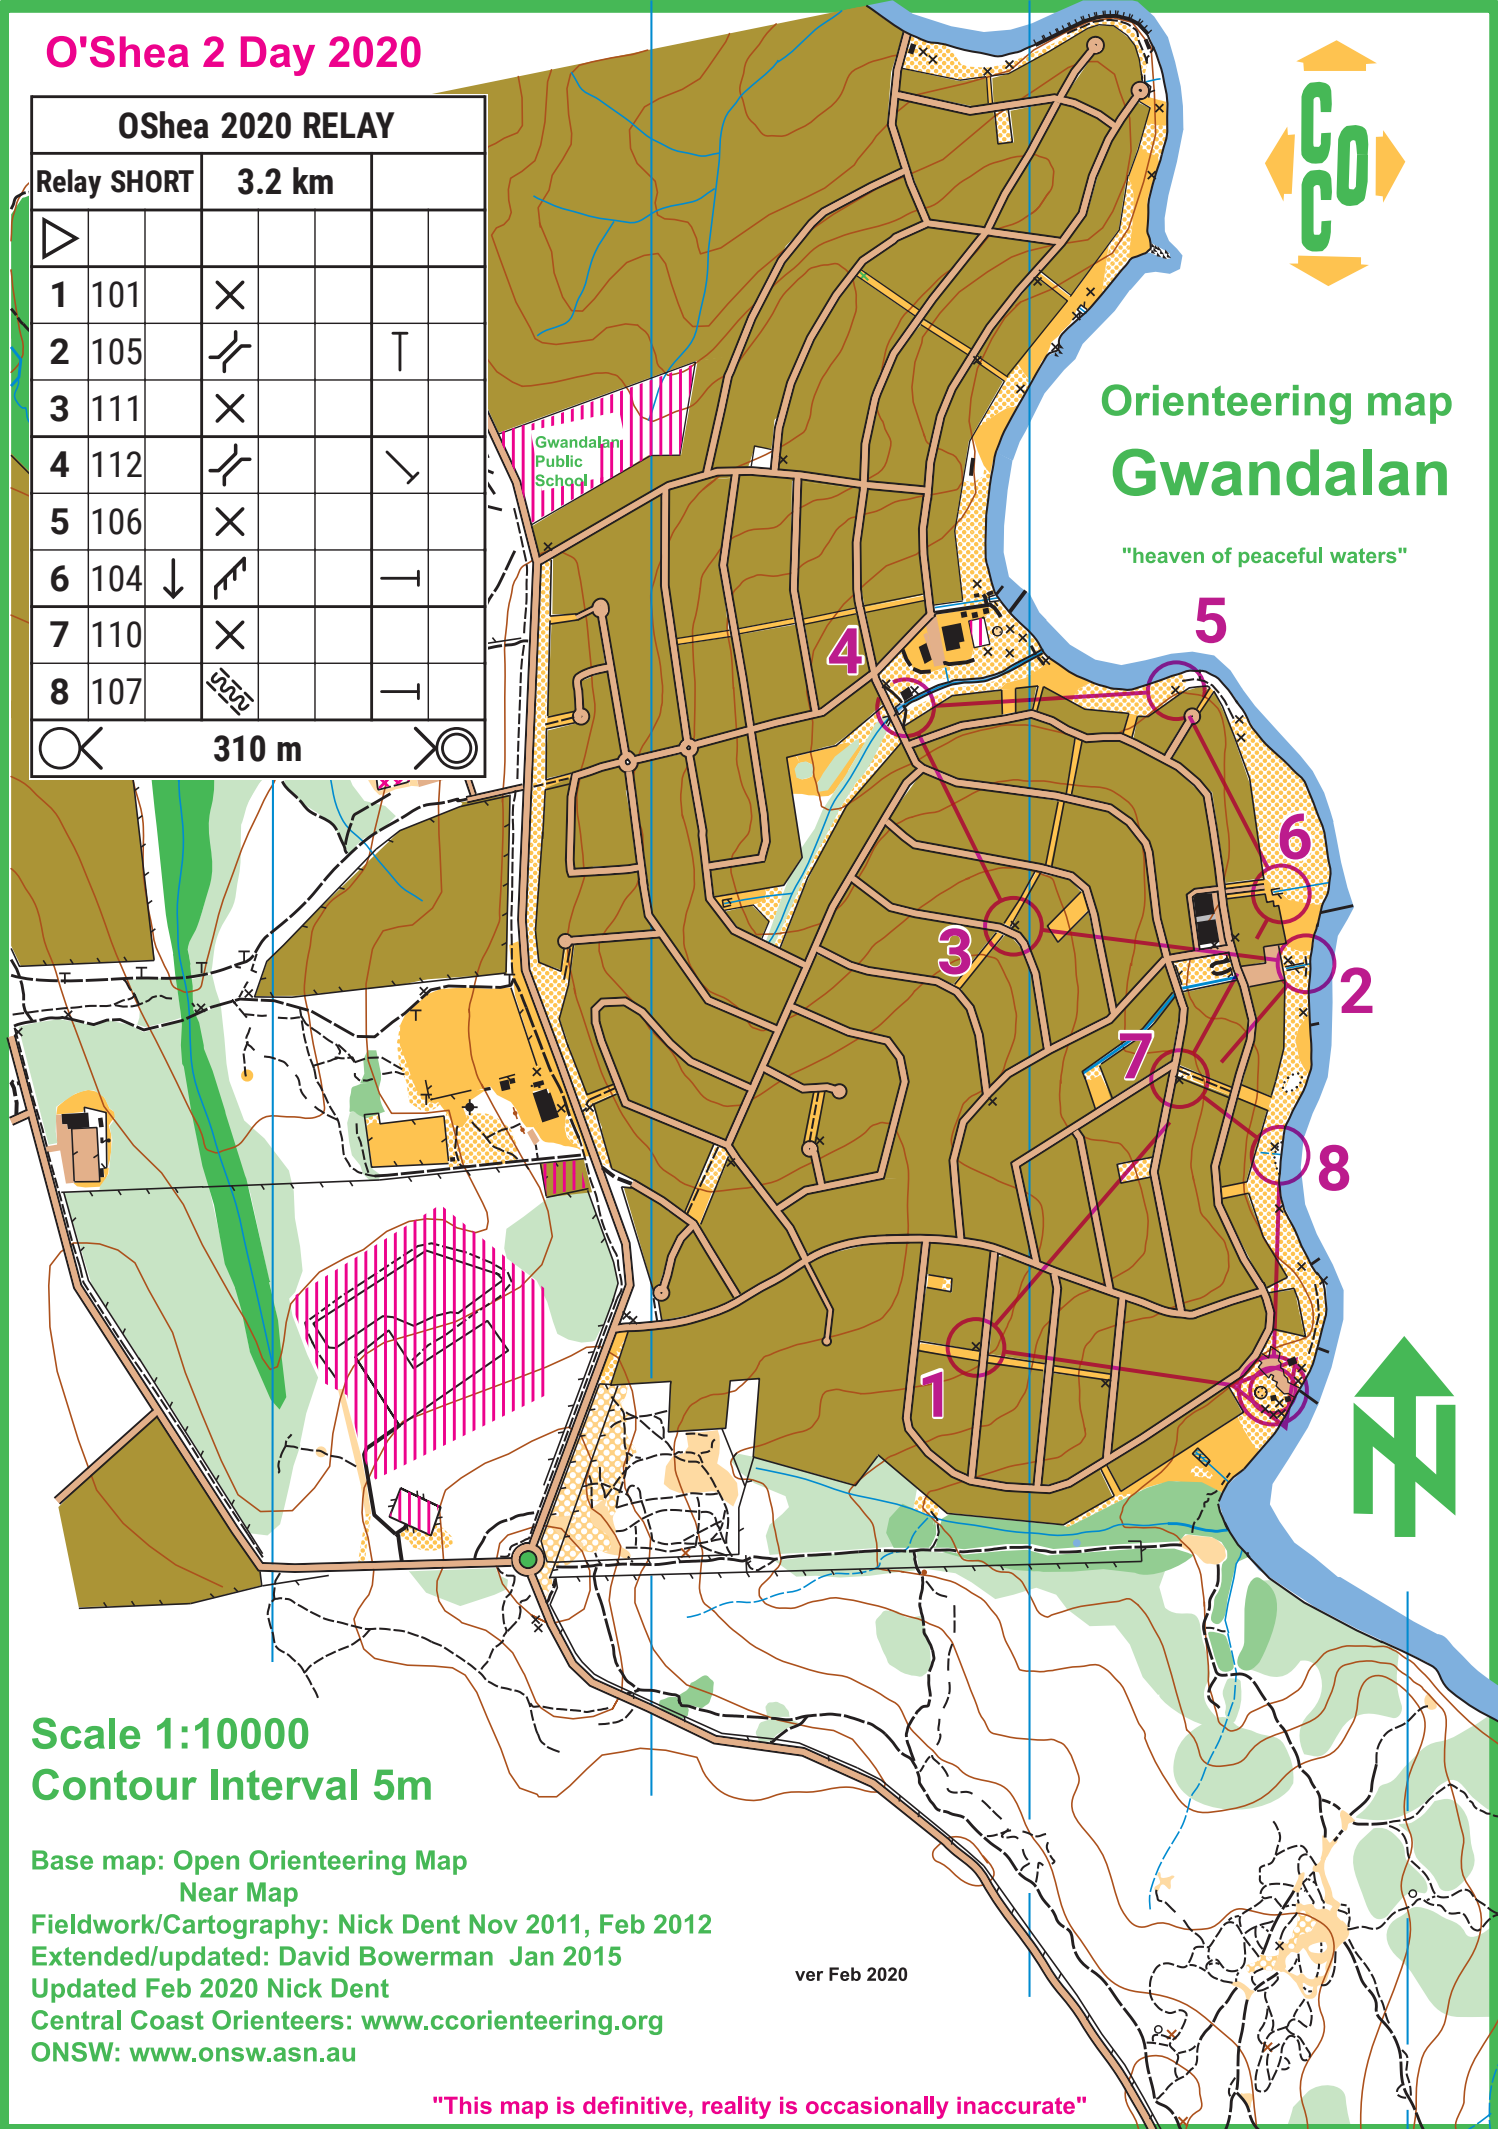 O'Shea 2 Day 2020
OShea 2020 RELAY
Relay SHORT 3.2 km
1 101
2 105
3 111
4 112
5 106
6 104
7 110
8 107
310 m
COC
Orienteering map
Gwandalan
"heaven of peaceful waters"
Gwandalan
Public
School
5
4
6
3
2
7
8
1
N
Scale 1:10000
Contour Interval 5m
Base map: Open Orienteering Map
Near Map
Fieldwork/Cartography: Nick Dent Nov 2011, Feb 2012
Extended/updated: David Bowerman Jan 2015
Updated Feb 2020 Nick Dent
Central Coast Orienteers: www.ccorienteering.org
ONSW: www.onsw.asn.au
ver Feb 2020
"This map is definitive, reality is occasionally inaccurate"